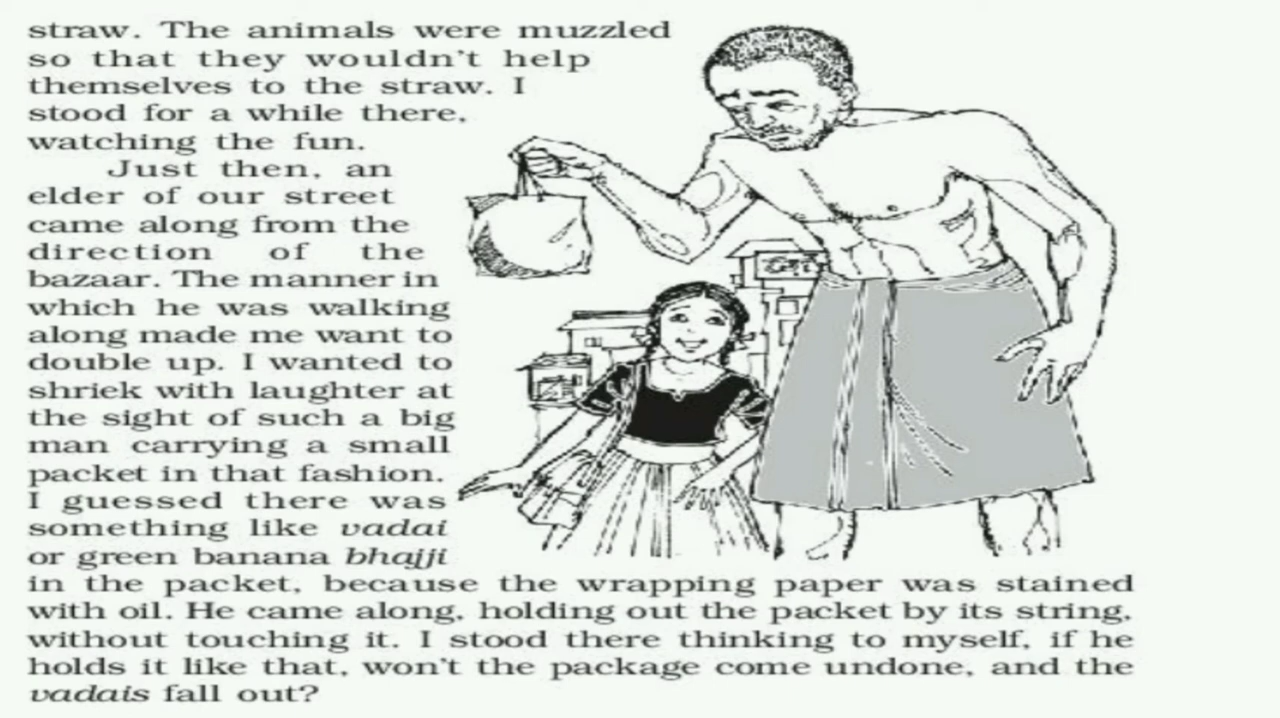 straw. The animals were muzzled
so that they wouldn't help
themselves to the straw. I
stood for a while there,
watching the fun.
Just then, an
elder of our street
came along from the
direction of the
bazaar. The manner in
which he was walking
along made me want to
double up. I wanted to
shriek with laughter at
the sight of such a big
man carrying a small
packet in that fashion.
I guessed there was
something like vadai
or green banana bhajji
in the packet, because the wrapping paper was stained
with oil. He came along, holding out the packet by its string,
without touching it. I stood there thinking to myself, if he
holds it like that, won't the package come undone, and the
vadais fall out?